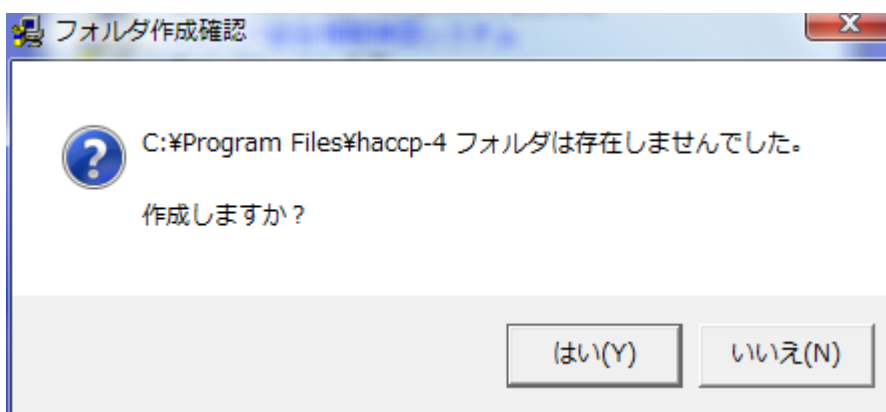 フォルダ作成確認
C:¥Program Files¥haccp-4 フォルダは存在しませんでした。
作成しますか？
はい(Y)
いいえ(N)